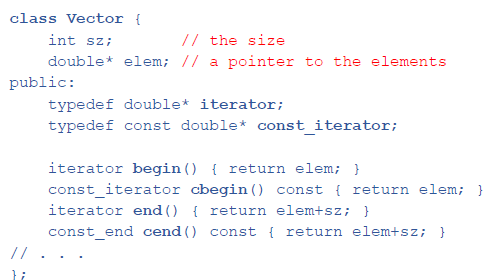 class Vector {
    int sz;       // the size
    double* elem; // a pointer to the elements
public:
    typedef double* iterator;
    typedef const double* const_iterator;

    iterator begin() { return elem; }
    const_iterator cbegin() const { return elem; }
    iterator end() { return elem+sz; }
    const_end cend() const { return elem+sz; }
// . . .
};